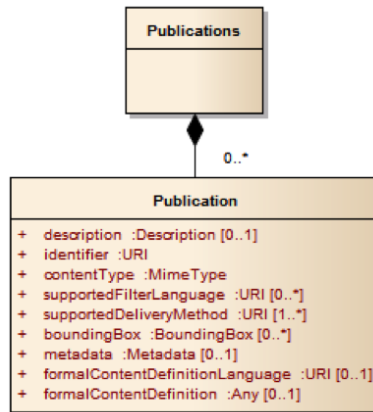 Publications
0..*
Publication
+ description :Description [0..1]
+ identifier :URI
+ contentType :MimeType
+ supportedFilterLanguage :URI [0..*]
+ supportedDeliveryMethod :URI [1..*]
+ boundingBox :BoundingBox [0..*]
+ metadata :Metadata [0..1]
+ formalContentDefinitionLanguage :URI [0..1]
+ formalContentDefinition :Any [0..1]